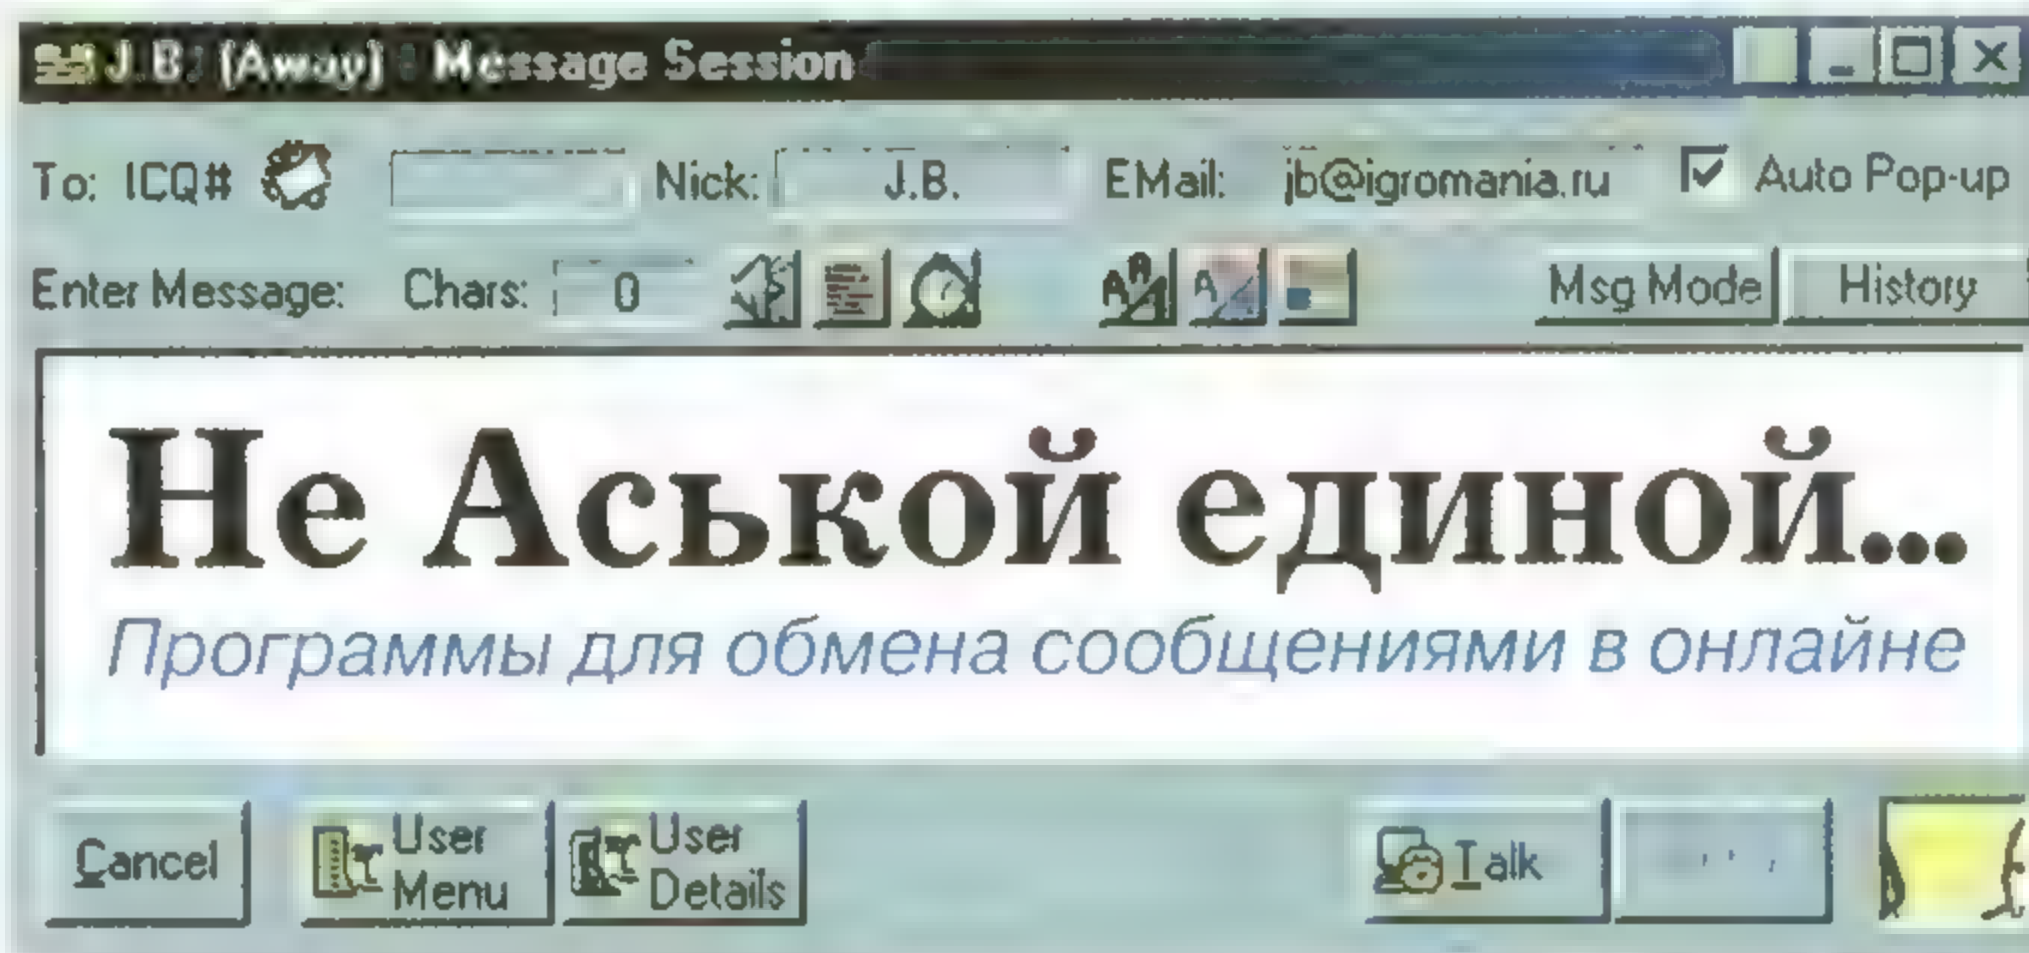 J.B. (Away) - Message Session
To: ICQ# Nick: J.B. EMail: jb@igromania.ru Auto Pop-up
Enter Message: Chars: 0 Msg Mode History
Не Аськой единой...
Программы для обмена сообщениями в онлайне
Cancel User Menu User Details Talk